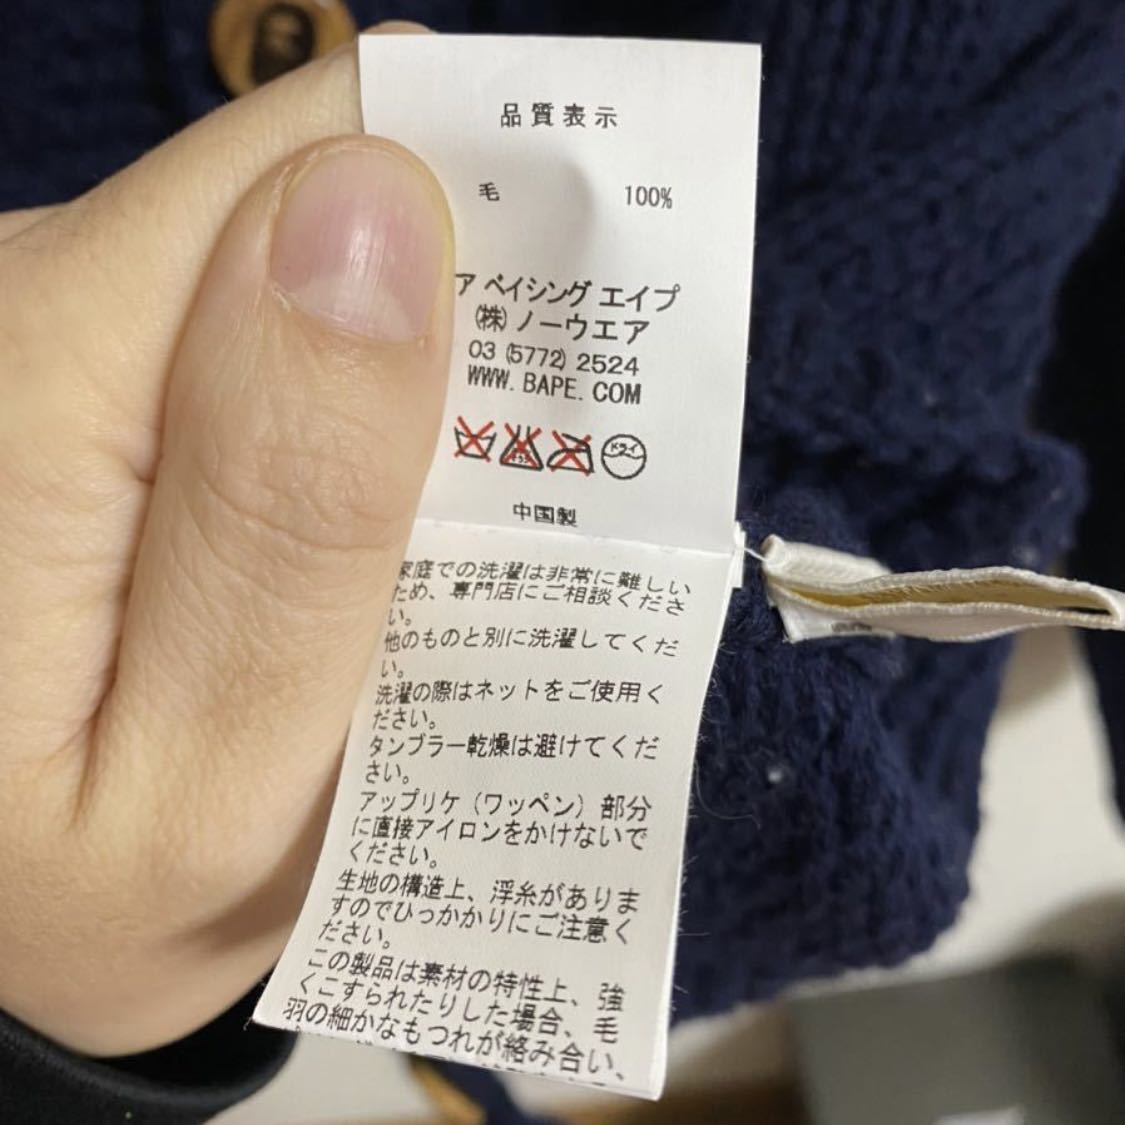 品質表示
毛 100%
ア ベイシング エイプ
(株) ノーウエア
03 (5772) 2524
WWW. BAPE. COM
ドライ
中国製
家庭での洗濯は非常に難しい
ため、専門店にご相談くださ
い。
他のものと別に洗濯してくだ
い。
洗濯の際はネットをご使用く
ださい。
タンブラー乾燥は避けてくだ
さい。
アップリケ（ワッペン）部分
に直接アイロンをかけないで
ください。
生地の構造上、浮糸がありま
すのでひっかかりにご注意く
ださい。
この製品は素材の特性上、強
くこすられたりした場合、毛
羽の細かなもつれが絡み合い、